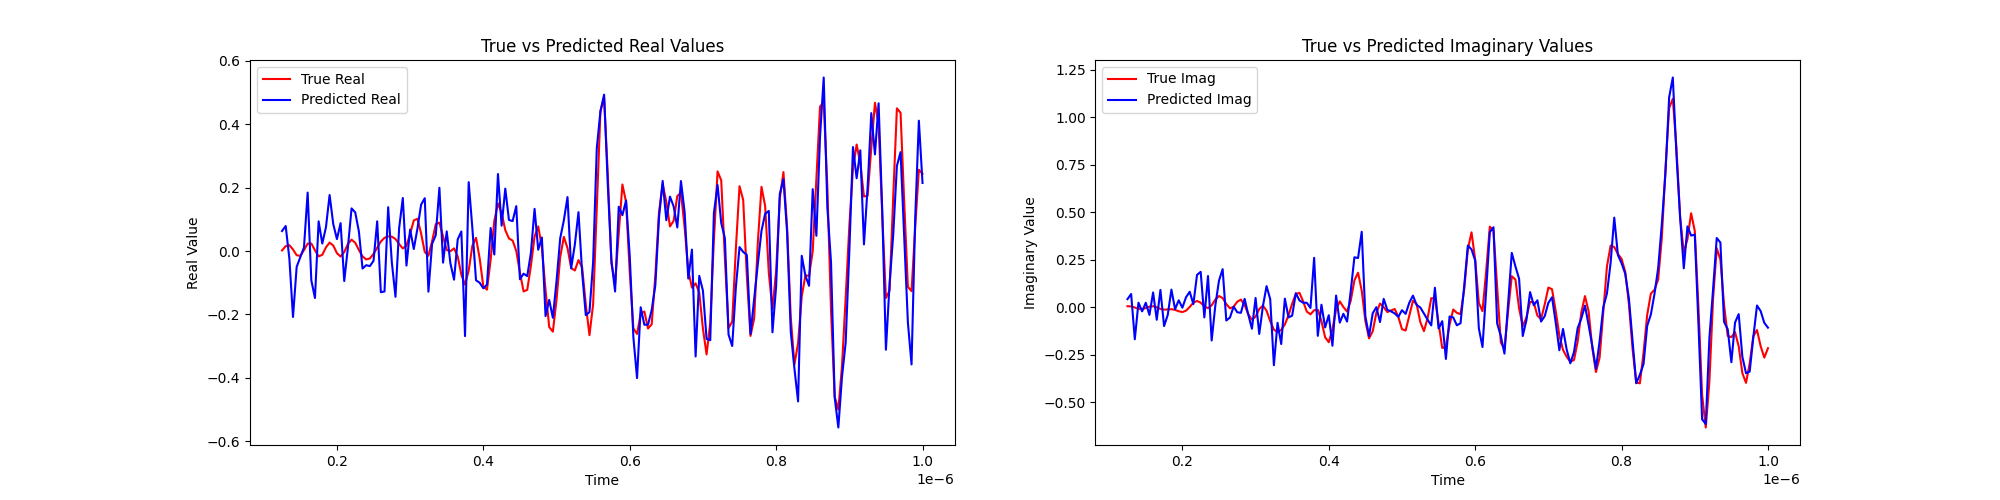 True vs Predicted Real Values
True Real
Predicted Real
Real Value
0.6
0.4
0.2
0.0
−0.2
−0.4
−0.6
0.2
0.4
0.6
0.8
1.0
1e−6
Time
True vs Predicted Imaginary Values
True Imag
Predicted Imag
Imaginary Value
1.25
1.00
0.75
0.50
0.25
0.00
−0.25
−0.50
0.2
0.4
0.6
0.8
1.0
1e−6
Time